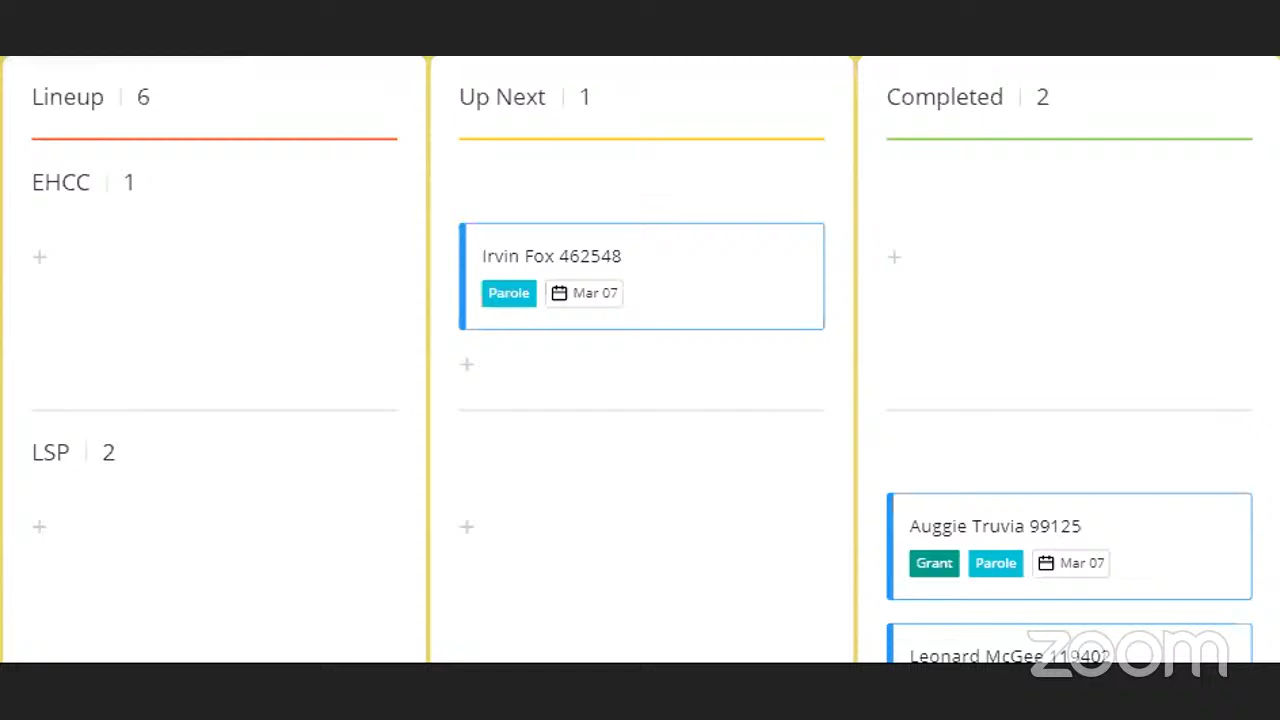 Lineup | 6
EHCC | 1
+
LSP | 2
+
Up Next | 1
Irvin Fox 462548
Parole Mar 07
+
+
Completed | 2
+
Auggie Truvia 99125
Grant Parole Mar 07
Leonard McGee 119402
zoom